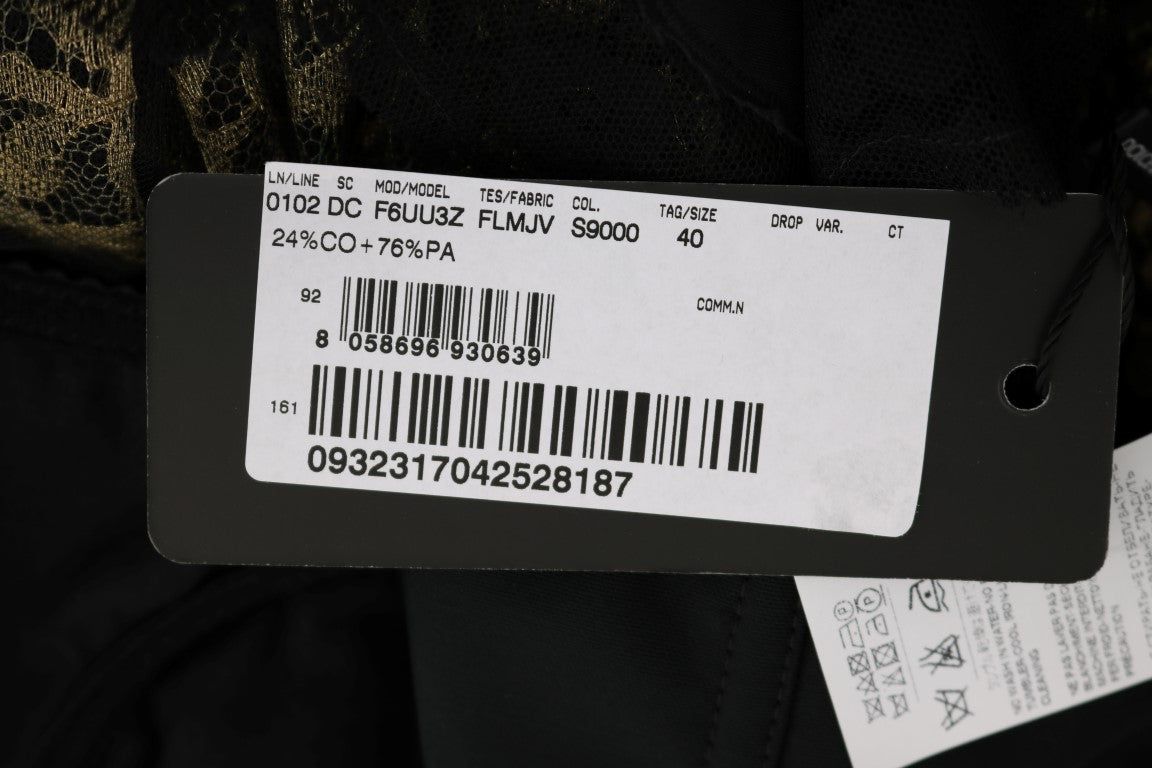 LN/LINE SC MOD/MODEL TES/FABRIC COL. TAG/SIZE DROP VAR. CT
0102 DC F6UU3Z FLMJV S9000 40
24%CO+76%PA
92 COMM.N
8 058696 930639
161
0932317042528187
CLEANING